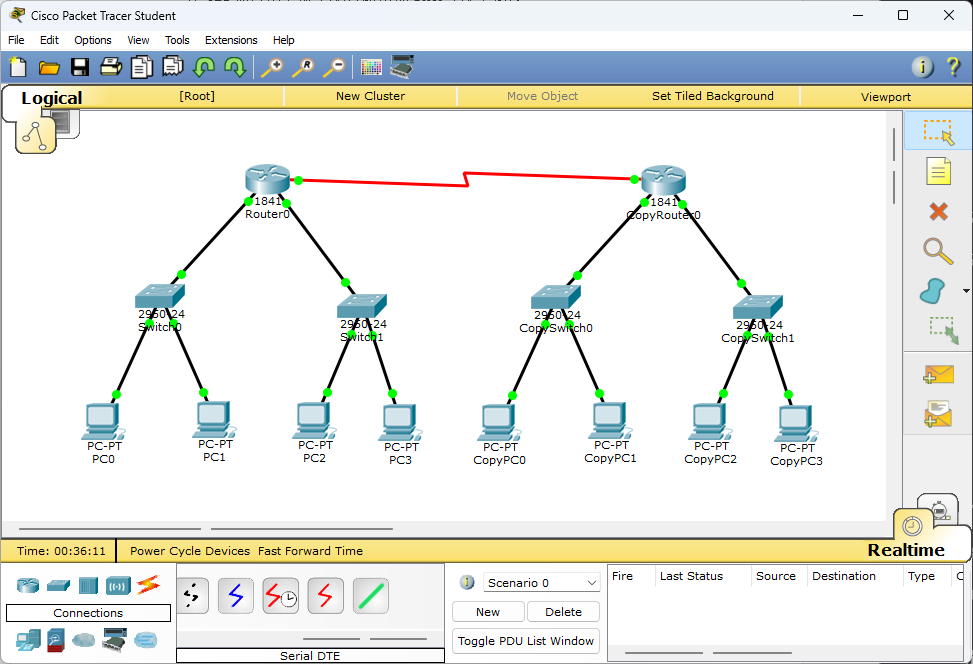 Cisco Packet Tracer Student
File Edit Options View Tools Extensions Help
Logical [Root] New Cluster Move Object Set Tiled Background Viewport
1841
Router0
1841
CopyRouter0
2950-24
Switch0
2950-24
Switch1
2950-24
CopySwitch0
2950-24
CopySwitch1
PC-PT
PC0
PC-PT
PC1
PC-PT
PC2
PC-PT
PC3
PC-PT
CopyPC0
PC-PT
CopyPC1
PC-PT
CopyPC2
PC-PT
CopyPC3
Time: 00:36:11 Power Cycle Devices Fast Forward Time
Realtime
Connections
Serial DTE
Scenario 0
New Delete
Toggle PDU List Window
Fire Last Status Source Destination Type C